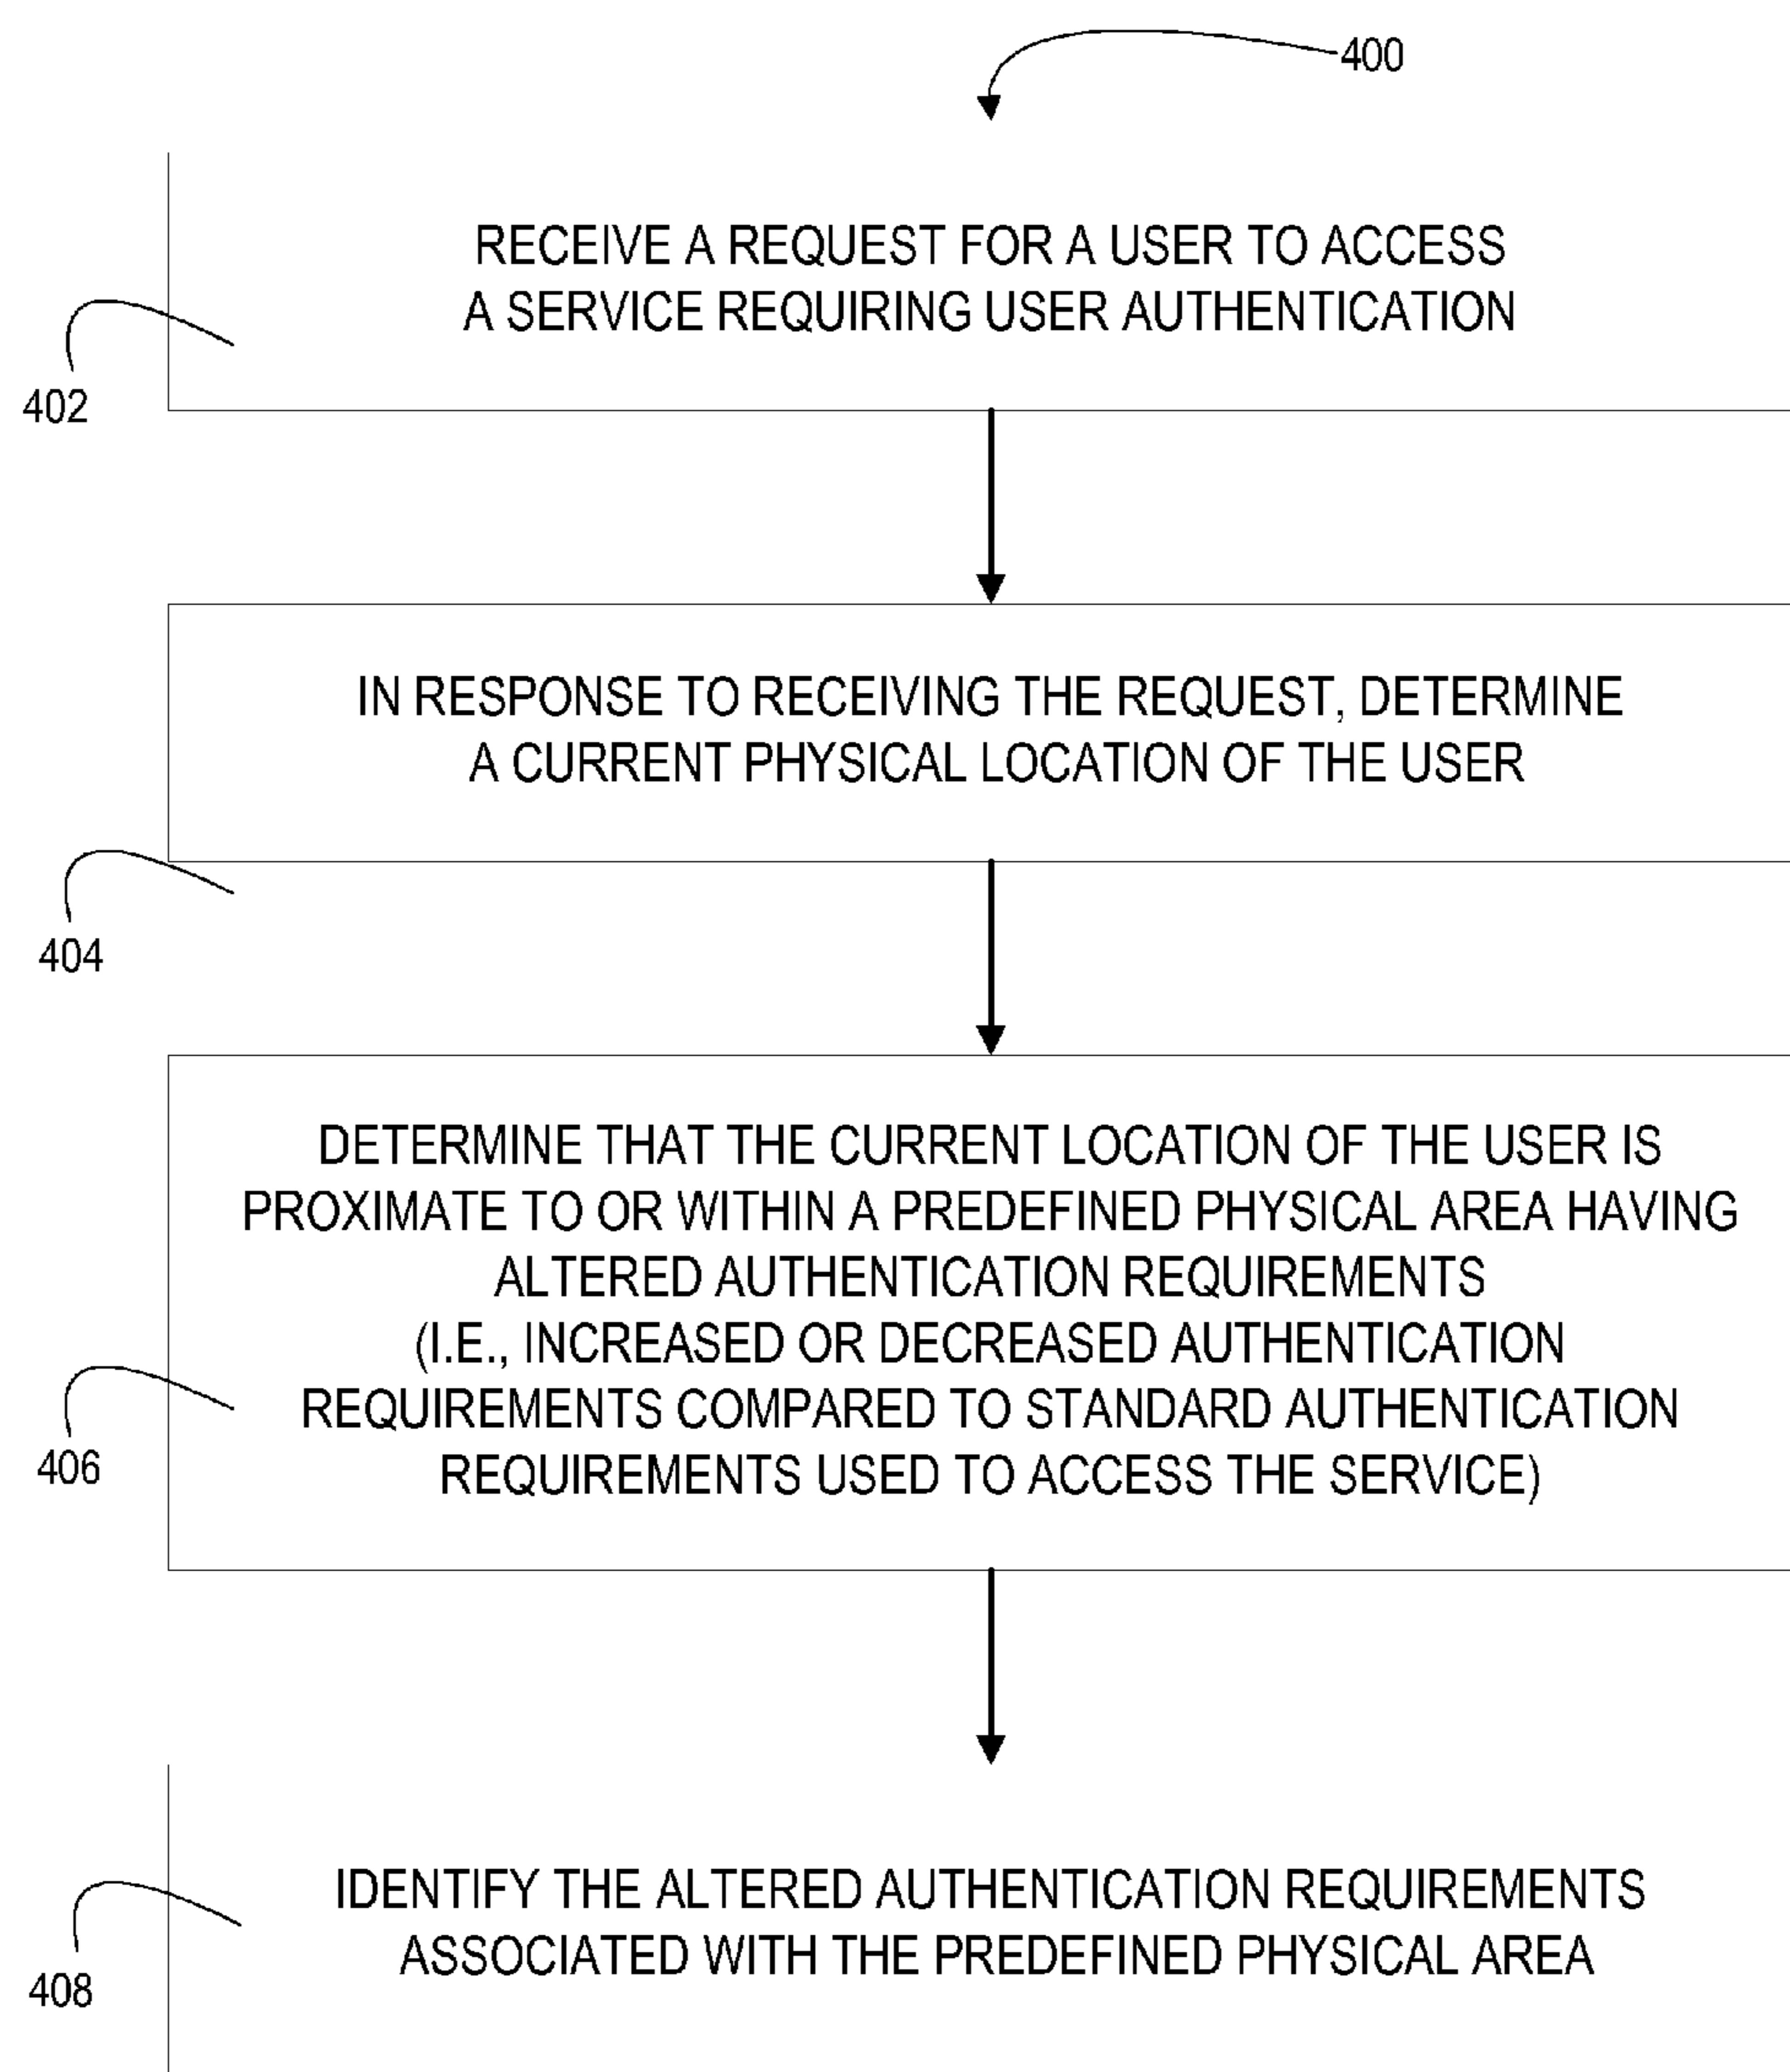 400
RECEIVE A REQUEST FOR A USER TO ACCESS
A SERVICE REQUIRING USER AUTHENTICATION
402
IN RESPONSE TO RECEIVING THE REQUEST, DETERMINE
A CURRENT PHYSICAL LOCATION OF THE USER
404
DETERMINE THAT THE CURRENT LOCATION OF THE USER IS
PROXIMATE TO OR WITHIN A PREDEFINED PHYSICAL AREA HAVING
ALTERED AUTHENTICATION REQUIREMENTS
(I.E., INCREASED OR DECREASED AUTHENTICATION
REQUIREMENTS COMPARED TO STANDARD AUTHENTICATION
REQUIREMENTS USED TO ACCESS THE SERVICE)
406
IDENTIFY THE ALTERED AUTHENTICATION REQUIREMENTS
ASSOCIATED WITH THE PREDEFINED PHYSICAL AREA
408